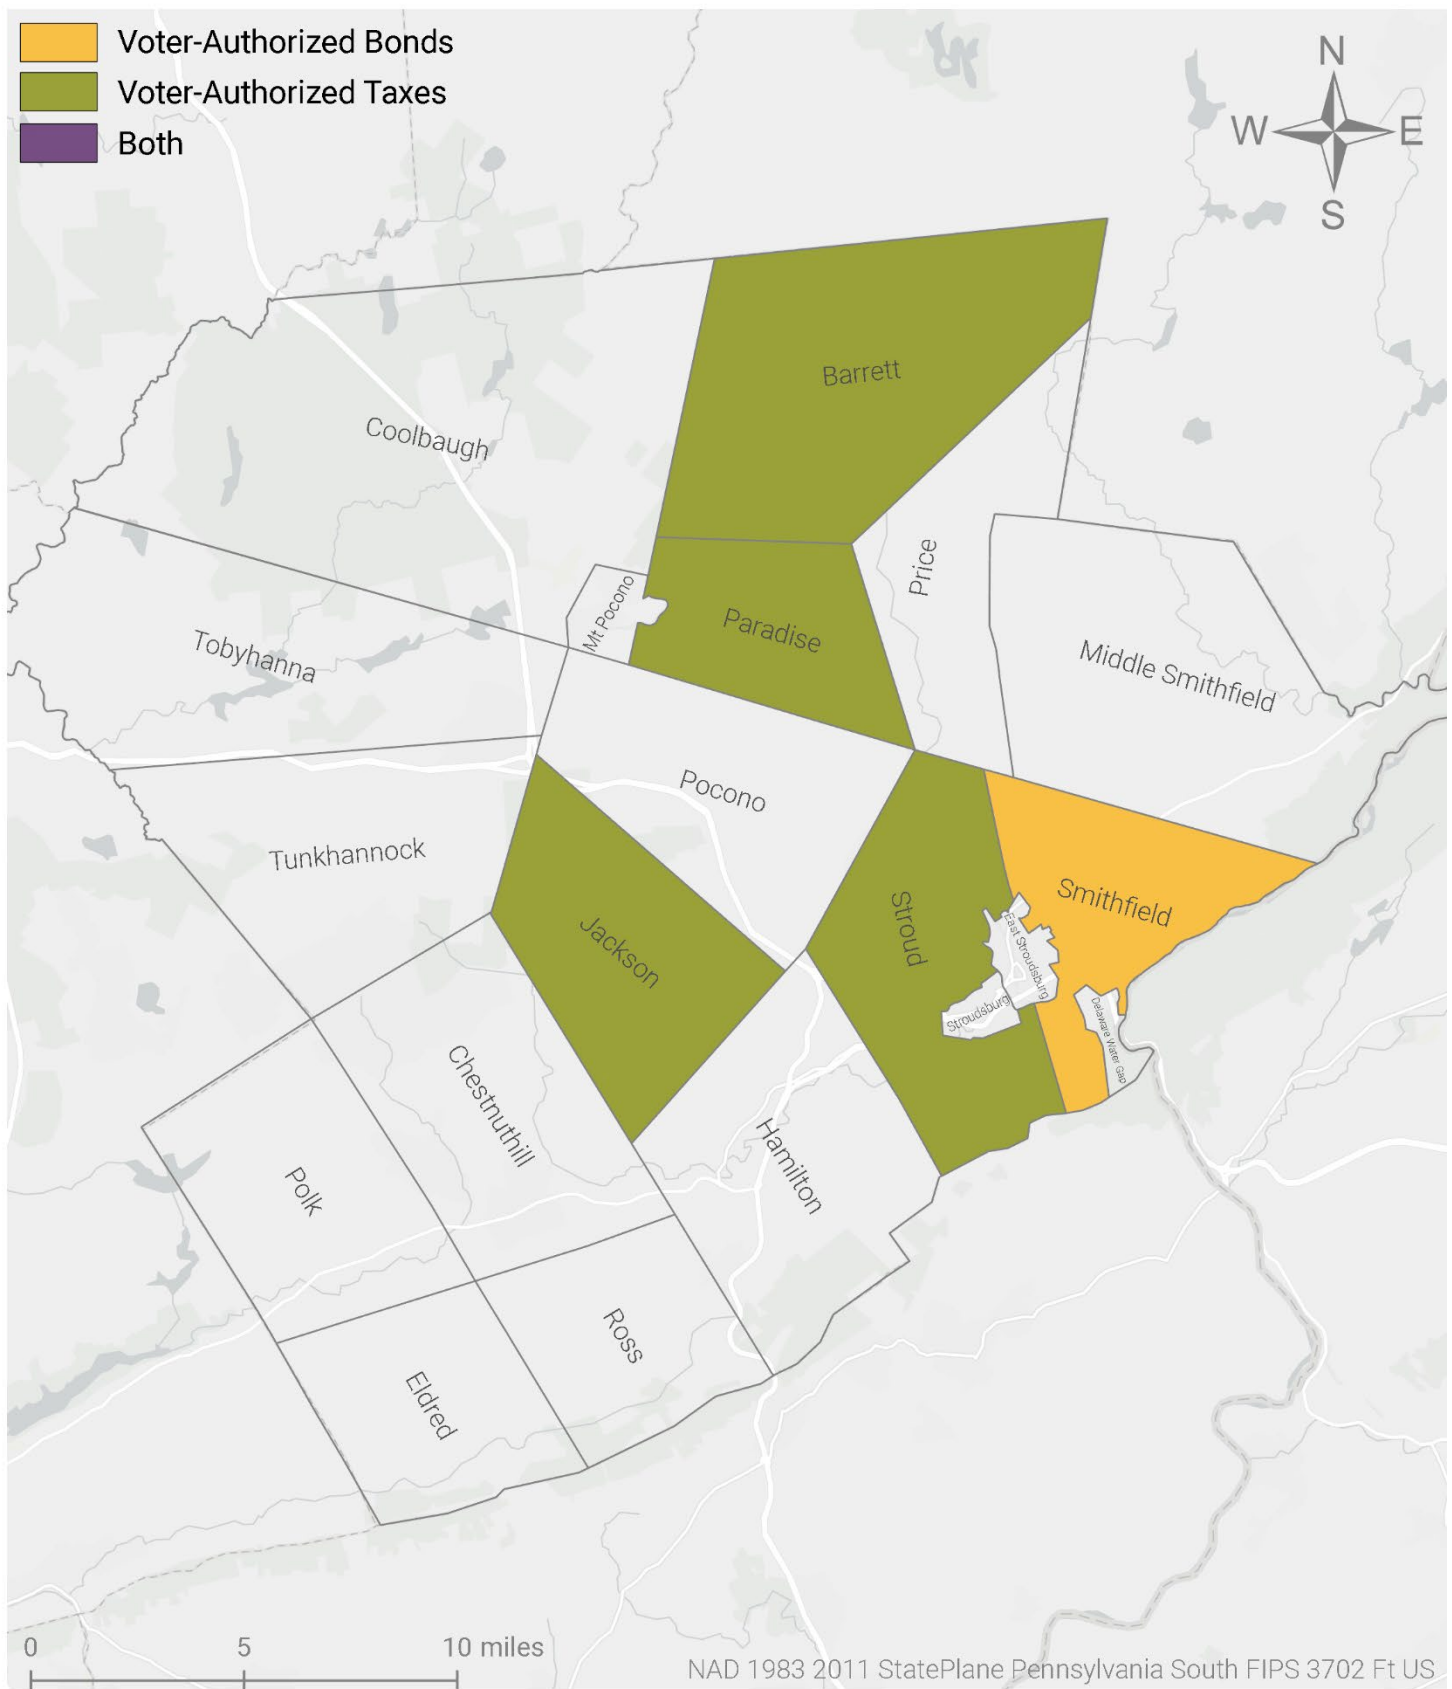 Voter-Authorized Bonds
Voter-Authorized Taxes
Both
N
W E
S
Barrett
Coolbaugh
Price
Mt Pocono
Paradise
Tobyhanna
Middle Smithfield
Pocono
Tunkhannock
Smithfield
Stroud
East Stroudsburg
Jackson
Stroudsburg
Delaware Water Gap
Chestnuthill
Hamilton
Polk
Ross
Eldred
0 5 10 miles
NAD 1983 2011 StatePlane Pennsylvania South FIPS 3702 Ft US